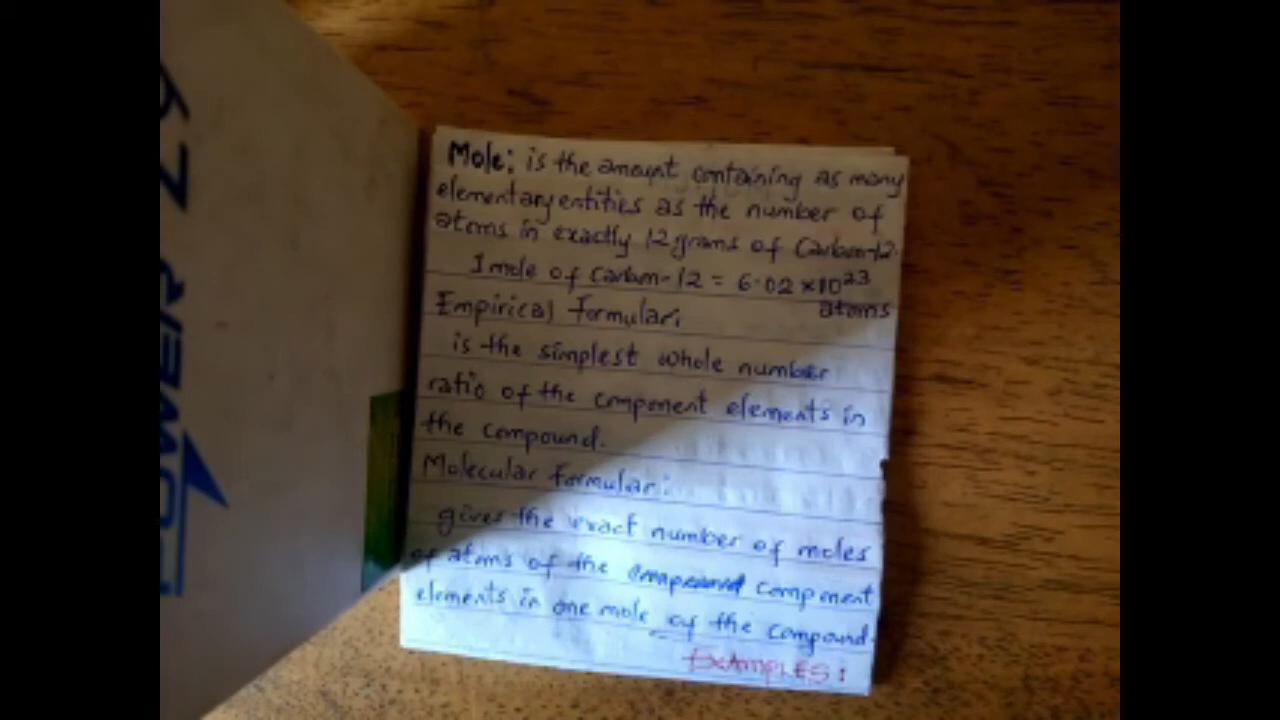 Mole: is the amount containing as many
elementary entities as the number of
atoms in exactly 12 grams of Carbon-12.
1 mole of Carbon-12 = 6.02 x 10²³
atoms
Empirical formular:
is the simplest whole number
ratio of the component elements in
the compound.
Molecular formular:
gives the exact number of moles
of atoms of the component
elements in one mole of the compound.
EXAMPLES:
POWER